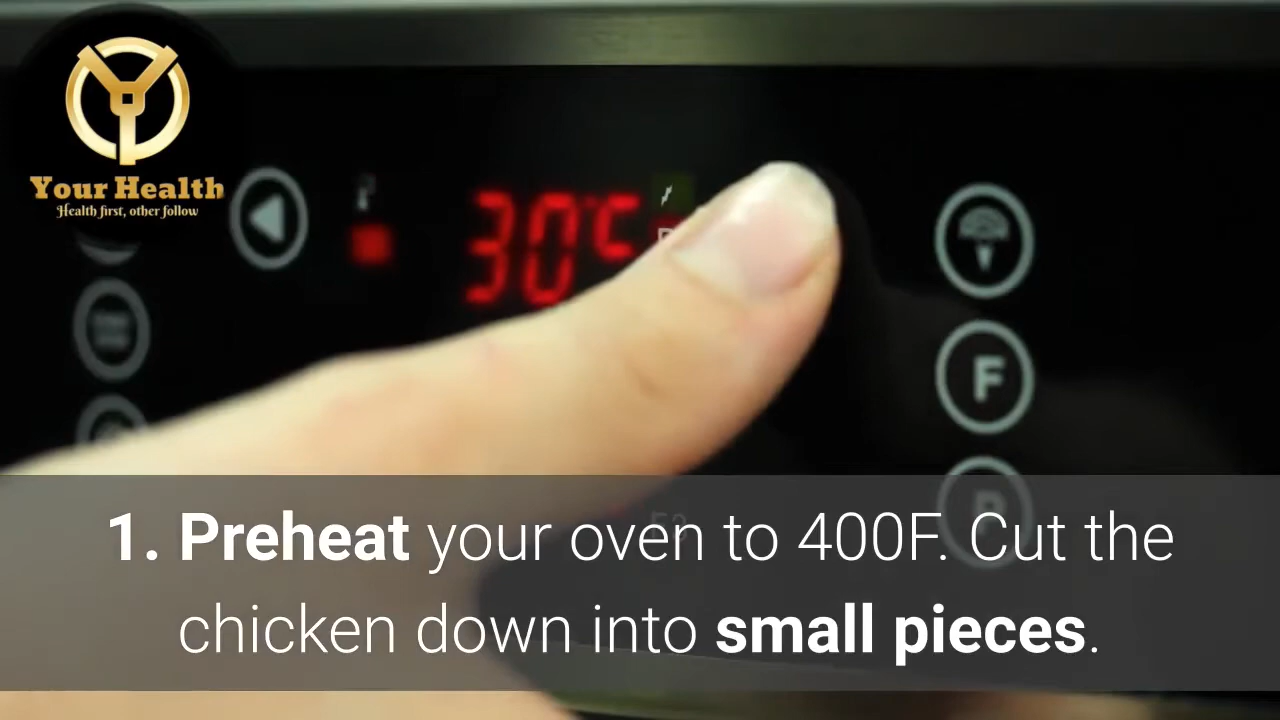 Your Health
Health first, other follow
30°C
F
1. Preheat your oven to 400F. Cut the
chicken down into small pieces.